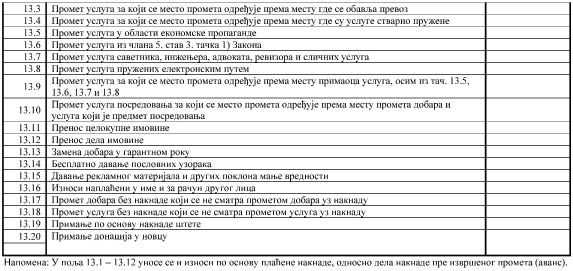 13.3 Промет услуга за који се место промета одређује према месту где се обавља превоз
13.4 Промет услуга за који се место промета одређује према месту где су услуге стварно пружене
13.5 Промет услуга у области економске пропаганде
13.6 Промет услуга из члана 5. став 3. тачка 1) Закона
13.7 Промет услуга саветника, инжењера, адвоката, ревизора и сличних услуга
13.8 Промет услуга пружених електронским путем
13.9 Промет услуга за који се место промета одређује према месту примаоца услуга, осим из тач. 13.5,
13.6, 13.7 и 13.8
13.10 Промет услуга посредовања за који се место промета одређује према месту промета добара и
услуга који је предмет посредовања
13.11 Пренос целокупне имовине
13.12 Пренос дела имовине
13.13 Замена добара у гарантном року
13.14 Бесплатно давање пословних узорака
13.15 Давање рекламног материјала и других поклона мање вредности
13.16 Износи наплаћени у име и за рачун другог лица
13.17 Промет добара без накнаде који се не сматра прометом добара уз накнаду
13.18 Промет услуга без накнаде који се не сматра прометом услуга уз накнаду
13.19 Примање по основу накнаде штете
13.20 Примање донација у новцу
Напомена: У поља 13.1 – 13.12 уносе се и износи по основу плаћене накнаде, односно дела накнаде пре извршеног промета (аванс).